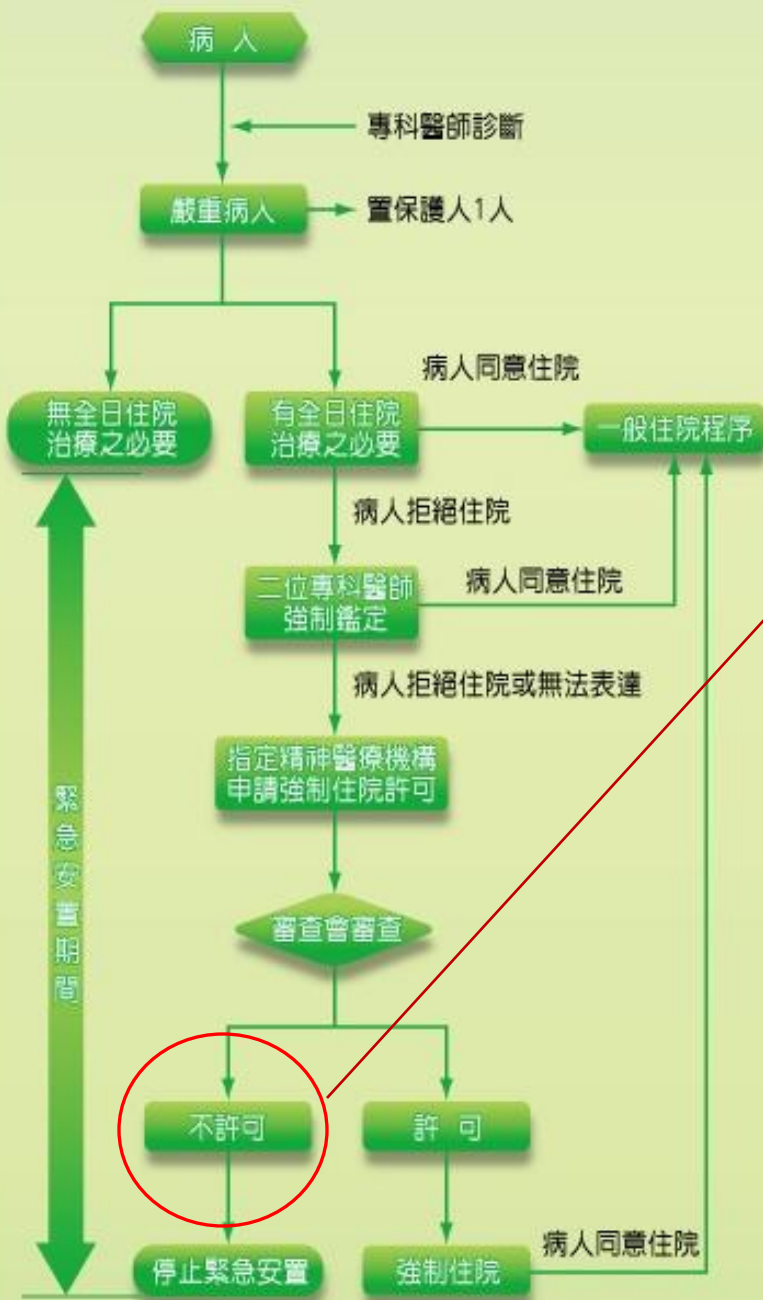 病 人
專科醫師診斷
嚴重病人
置保護人1人
病人同意住院
無全日住院
治療之必要
有全日住院
治療之必要
一般住院程序
病人拒絕住院
二位專科醫師
強制鑑定
病人同意住院
病人拒絕住院或無法表達
指定精神醫療機構
申請強制住院許可
緊急安置期間
審查會審查
不許可
許 可
停止緊急安置
強制住院
病人同意住院